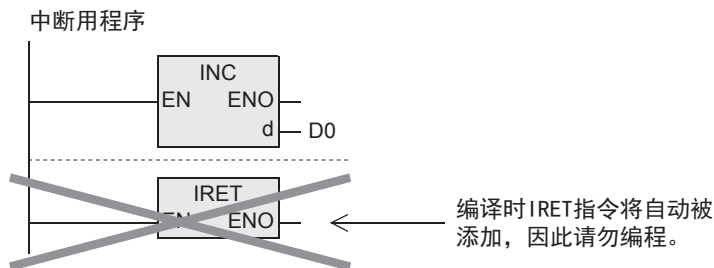 中断用程序
INC
EN ENO
d D0
IRET
EN ENO
编译时IRET指令将自动被
添加，因此请勿编程。